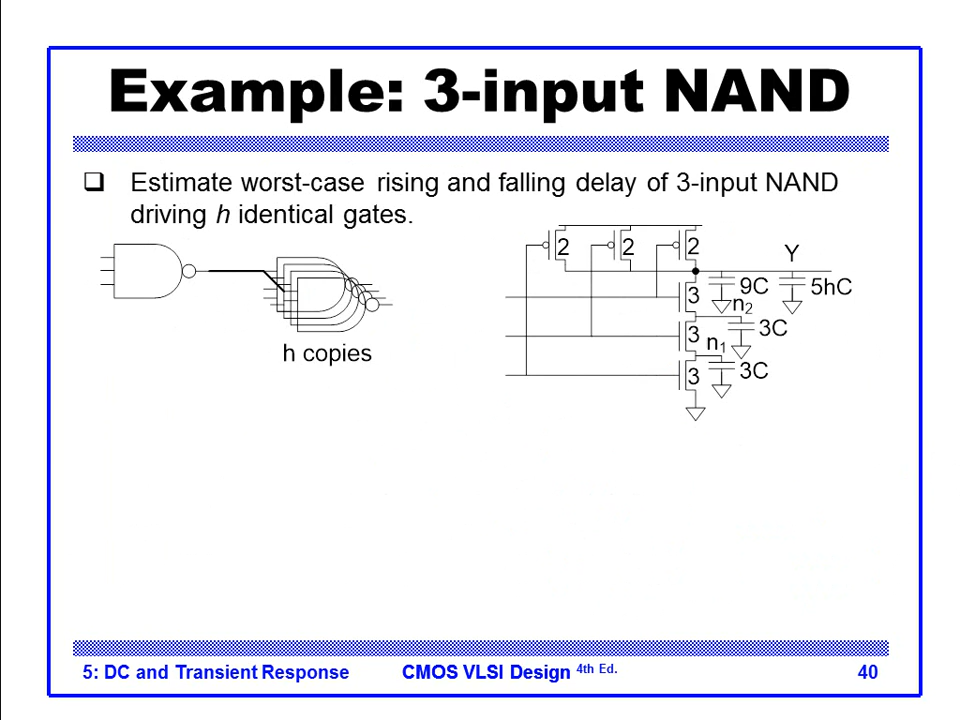 Example: 3-input NAND
❑ Estimate worst-case rising and falling delay of 3-input NAND
driving h identical gates.
h copies
2
2
2
Y
3
9C
5hC
n2
3
3C
n1
3
3C
5: DC and Transient Response
CMOS VLSI Design 4th Ed.
40